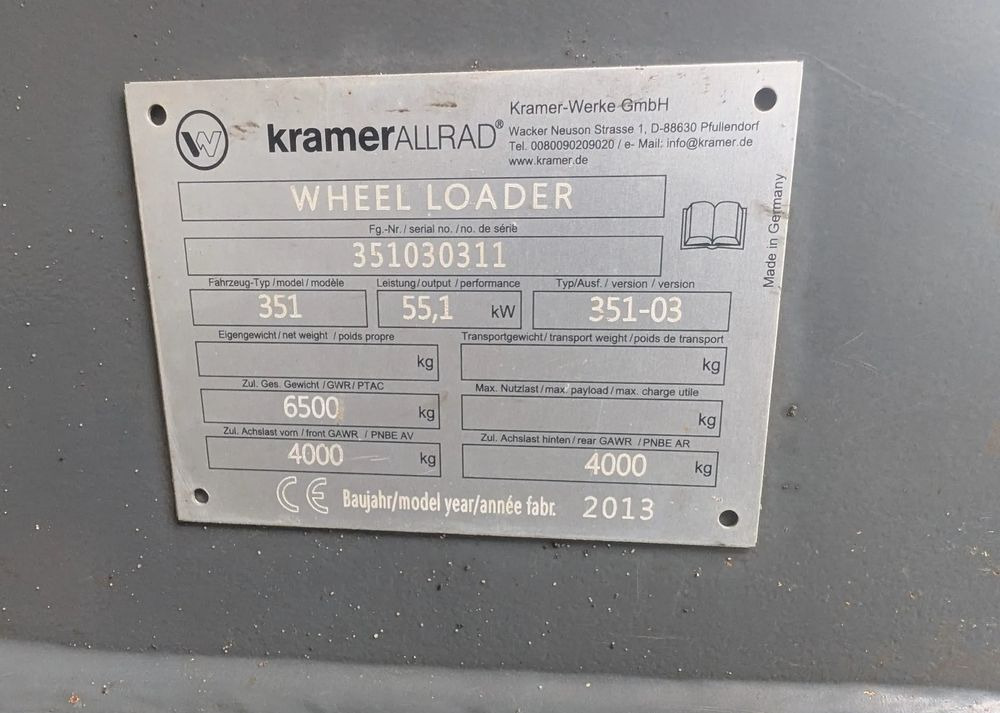 W
kramerALLRAD®
Kramer-Werke GmbH
Wacker Neuson Strasse 1, D-88630 Pfullendorf
Tel. 0080090209020 / e- Mail: info@kramer.de
www.kramer.de
WHEEL LOADER
Fg.-Nr. / serial no. / no. de série
351030311
Made in Germany
Fahrzeug-Typ / model / modèle
Leistung / output / performance
Typ/Ausf. / version / version
351
55,1 kW
351-03
Eigengewicht / net weight / poids propre
Transportgewicht / transport weight / poids de transport
kg
kg
Zul. Ges. Gewicht / GWR / PTAC
Max. Nutzlast / max. payload / max. charge utile
6500 kg
kg
Zul. Achslast vorn / front GAWR / PNBE AV
Zul. Achslast hinten / rear GAWR / PNBE AR
4000 kg
4000 kg
CE Baujahr/model year/année fabr. 2013